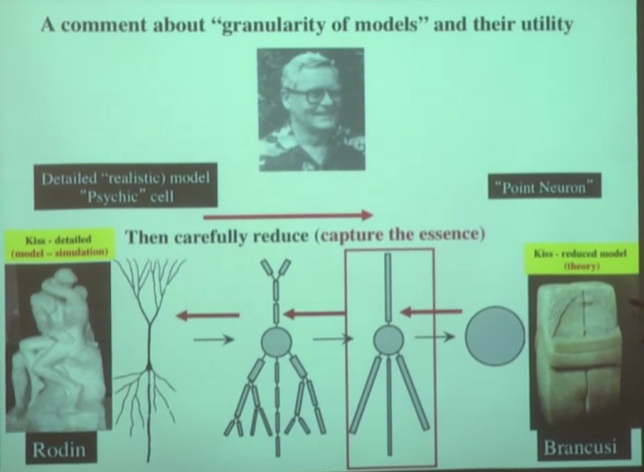 A comment about “granularity of models” and their utility
Detailed “realistic) model
“Psychic” cell
“Point Neuron”
Then carefully reduce (capture the essence)
Kiss - detailed
(model – simulation)
Kiss - reduced model
(theory)
Rodin
Brancusi